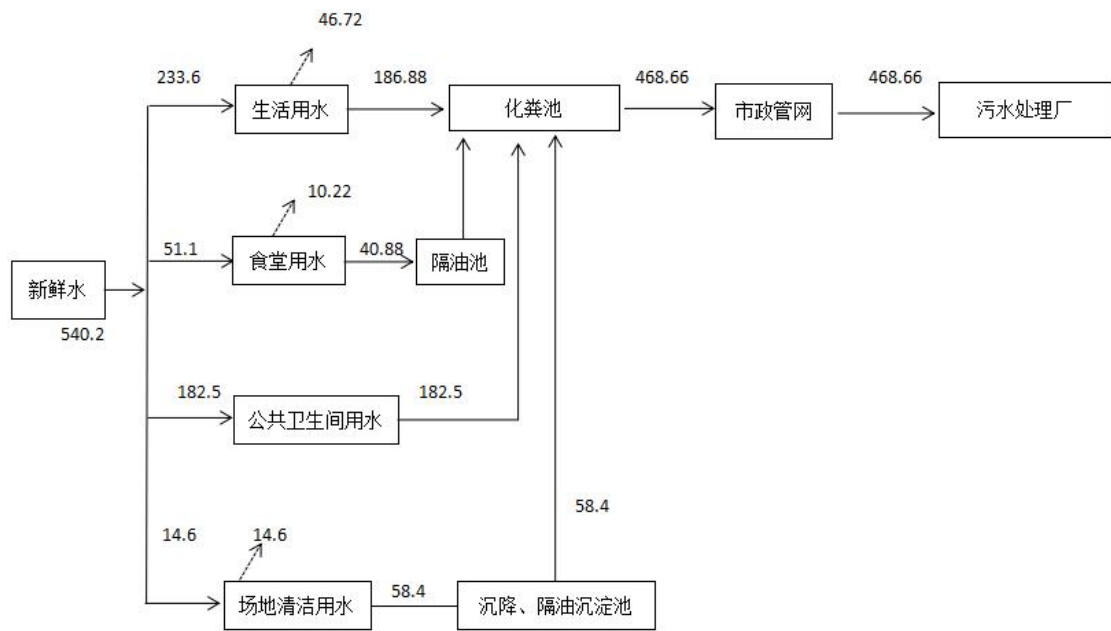 46.72
233.6
186.88
468.66
468.66
生活用水
化粪池
市政管网
污水处理厂
10.22
51.1
40.88
食堂用水
隔油池
新鲜水
540.2
182.5
182.5
公共卫生间用水
58.4
14.6
14.6
58.4
场地清洁用水
沉降、隔油沉淀池